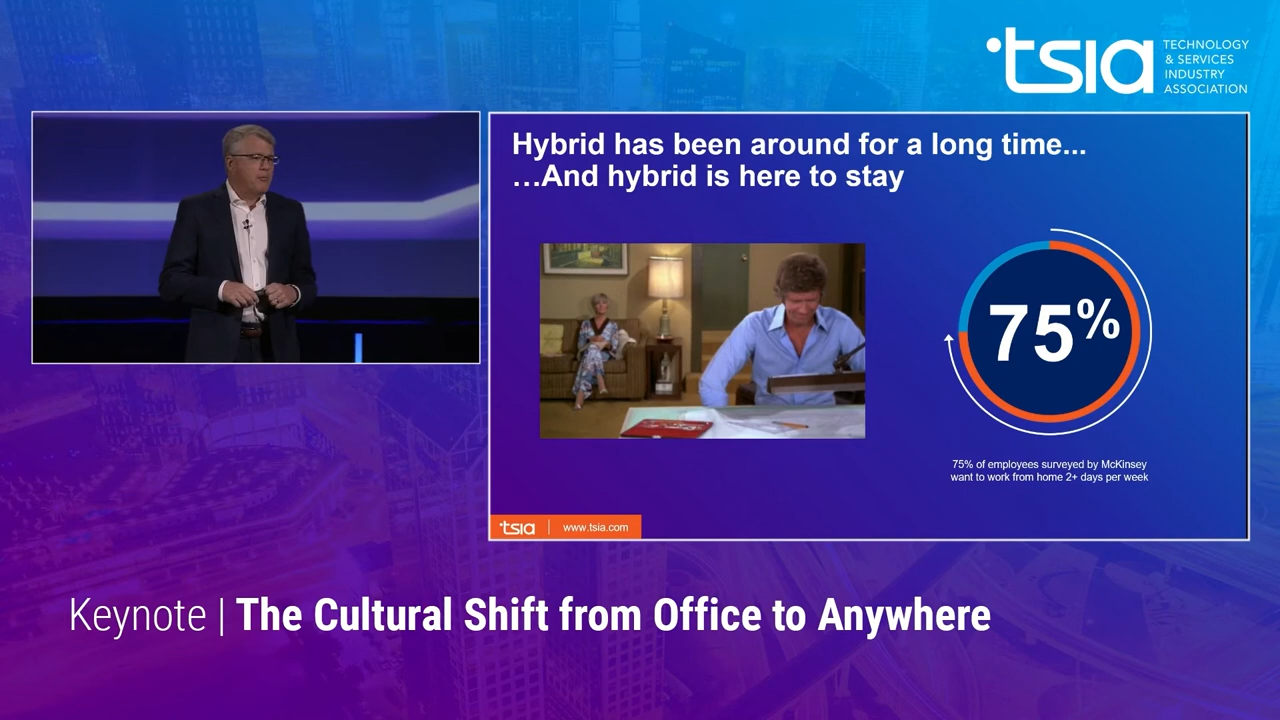 tsia
TECHNOLOGY
& SERVICES
INDUSTRY
ASSOCIATION
Hybrid has been around for a long time...
...And hybrid is here to stay
75%
75% of employees surveyed by McKinsey
want to work from home 2+ days per week
tsia | www.tsia.com
Keynote | The Cultural Shift from Office to Anywhere